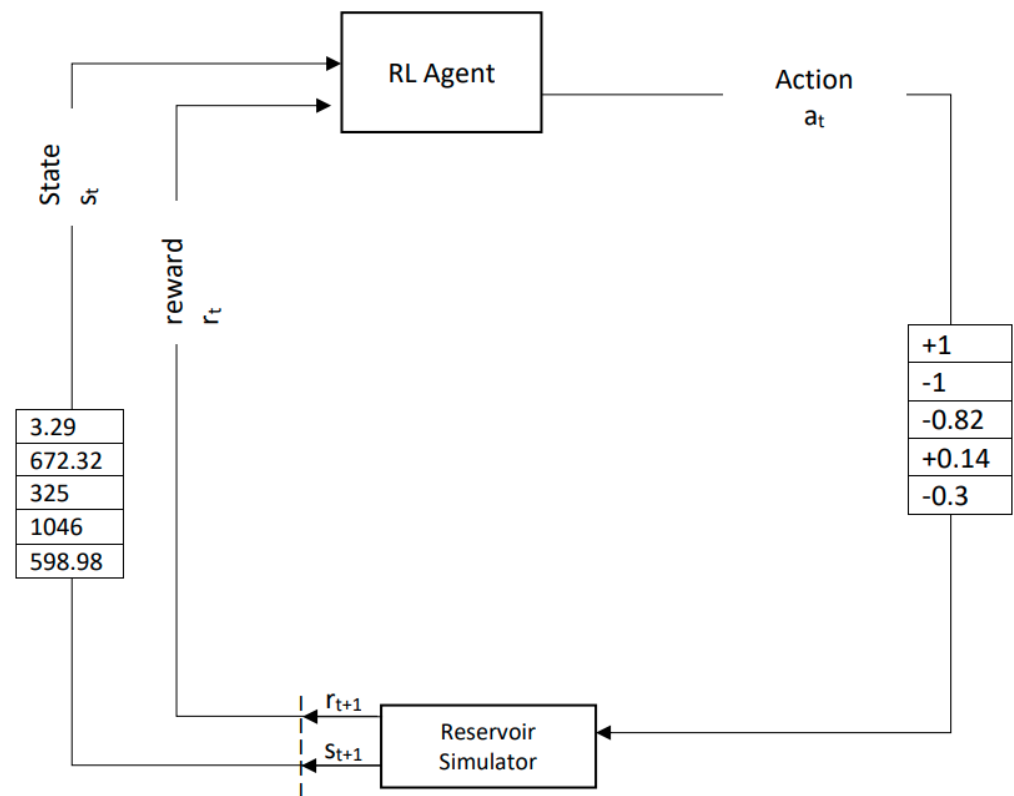 RL Agent
Action
aₜ
State
sₜ
reward
rₜ
+1
-1
-0.82
+0.14
-0.3
3.29
672.32
325
1046
598.98
rₜ₊₁
sₜ₊₁
Reservoir
Simulator